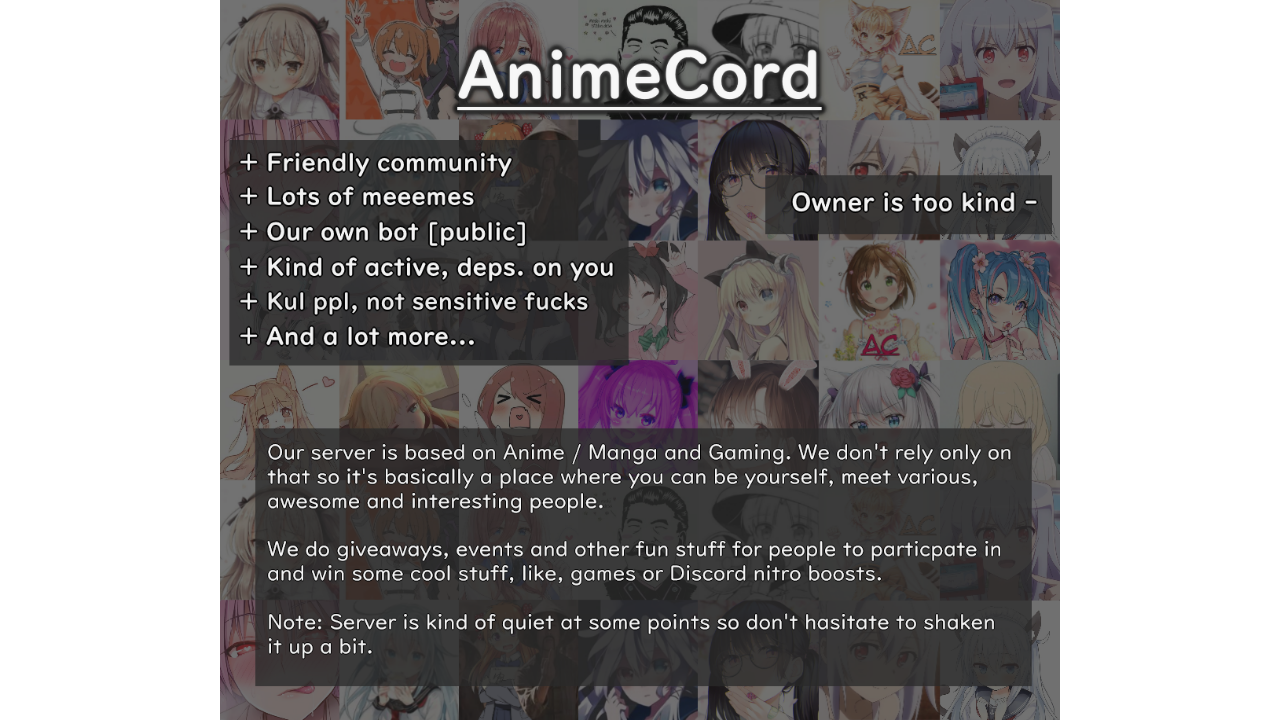 AnimeCord
+ Friendly community
+ Lots of meeemes
+ Our own bot [public]
+ Kind of active, deps. on you
+ Kul ppl, not sensitive fucks
+ And a lot more...
Owner is too kind -
Our server is based on Anime / Manga and Gaming. We don't rely only on
that so it's basically a place where you can be yourself, meet various,
awesome and interesting people.
We do giveaways, events and other fun stuff for people to particpate in
and win some cool stuff, like, games or Discord nitro boosts.
Note: Server is kind of quiet at some points so don't hasitate to shaken
it up a bit.
AC
AC